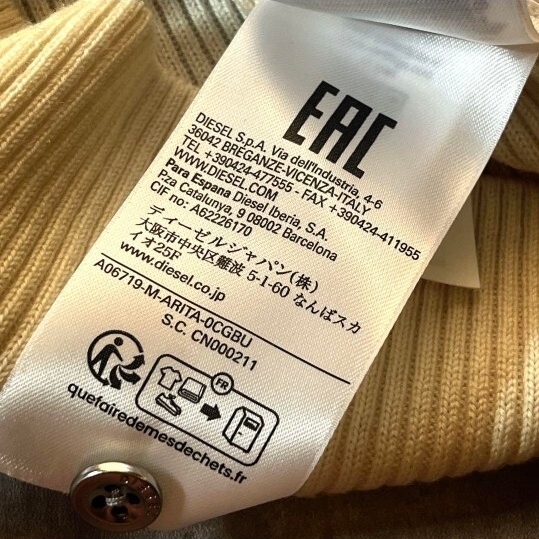 EAC
DIESEL S.p.A. Via dell'Industria, 4-6
36042 BREGANZE-VICENZA-ITALY
TEL +390424-477555 - FAX +390424-411955
WWW.DIESEL.COM
Para Espana Diesel Iberia, S.A.
Pza Catalunya, 9 08002 Barcelona
CIF no: A62226170
ディーゼルジャパン(株)
大阪市中央区難波 5-1-60 なんばスカ
イオ25F
www.diesel.co.jp
A06719-M-ARITA-0CGBU
S.C. CN000211
FR
quefairedemesdechets.fr